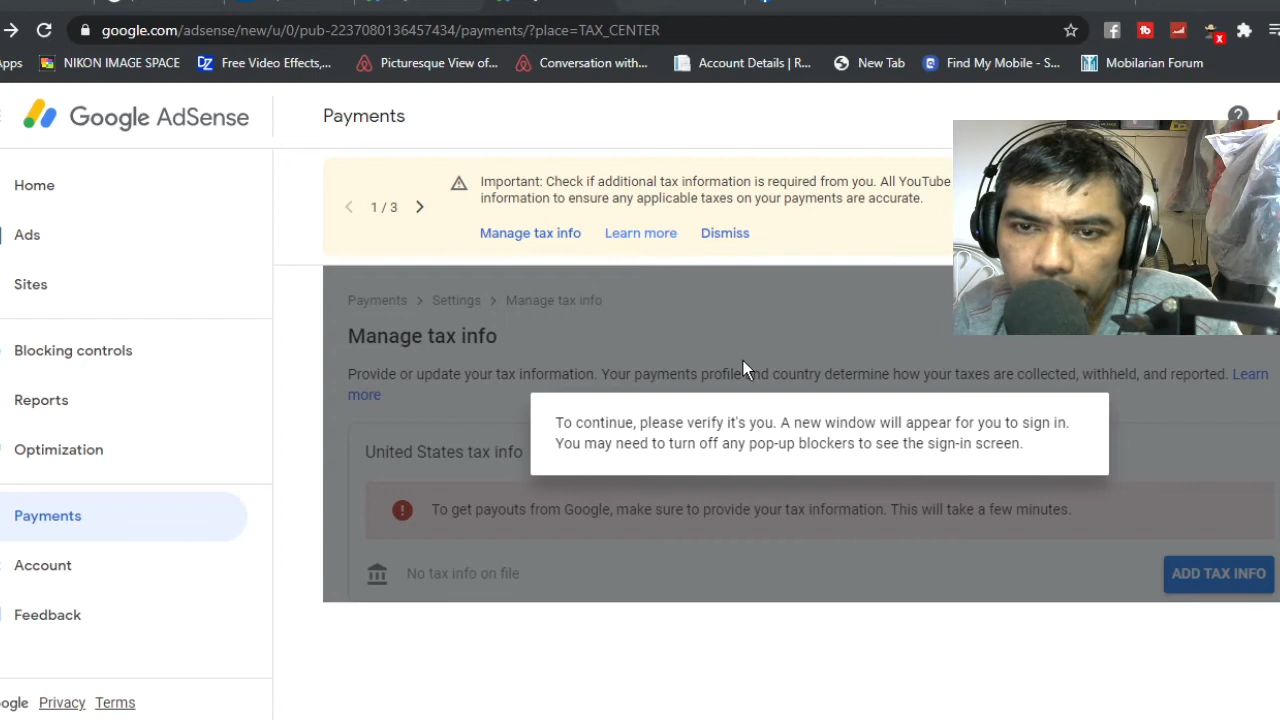 google.com/adsense/new/u/0/pub-2237080136457434/payments/?place=TAX_CENTER
Apps NIKON IMAGE SPACE Free Video Effects,... Picturesque View of... Conversation with... Account Details | R... New Tab Find My Mobile - S... Mobilarian Forum
Google AdSense
Payments
Home
Ads
Sites
Blocking controls
Reports
Optimization
Payments
Account
Feedback
Google Privacy Terms
1 / 3
Important: Check if additional tax information is required from you. All YouTube
information to ensure any applicable taxes on your payments are accurate.
Manage tax info Learn more Dismiss
Payments > Settings > Manage tax info
Manage tax info
Provide or update your tax information. Your payments profile and country determine how your taxes are collected, withheld, and reported. Learn
more
To continue, please verify it's you. A new window will appear for you to sign in.
You may need to turn off any pop-up blockers to see the sign-in screen.
United States tax info
To get payouts from Google, make sure to provide your tax information. This will take a few minutes.
No tax info on file
ADD TAX INFO